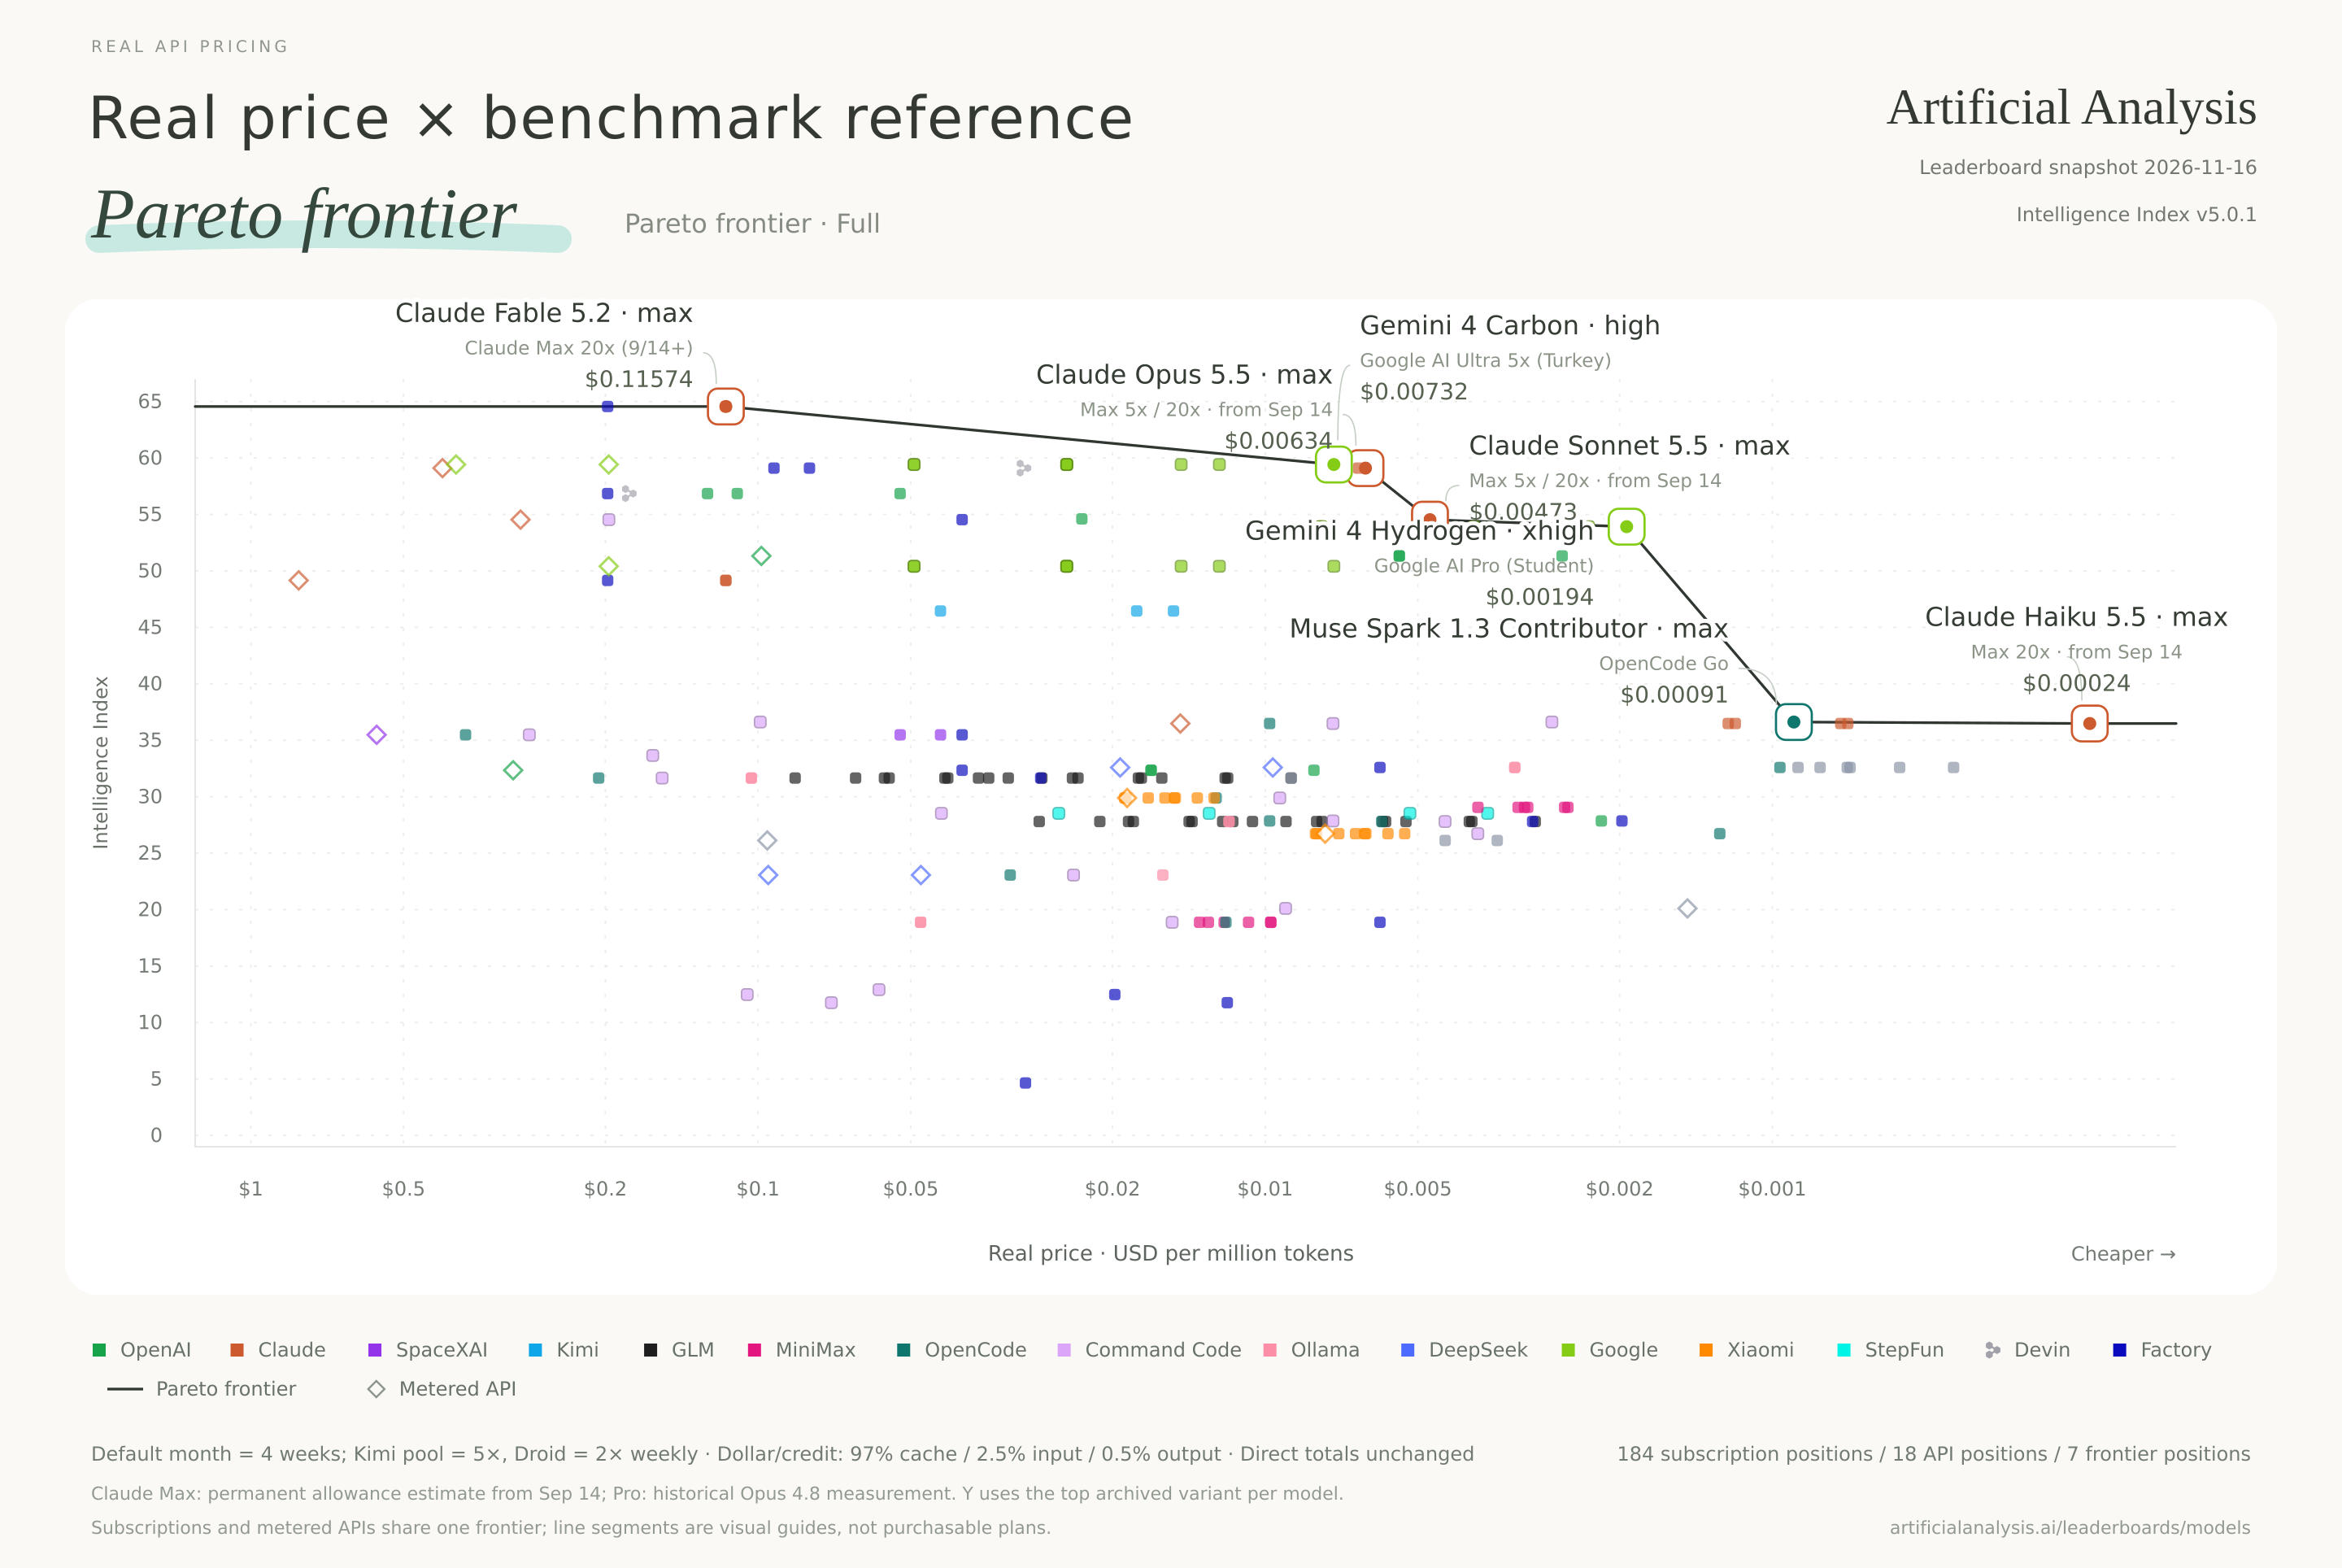 REAL API PRICING
Real price × benchmark reference
Pareto frontier
Pareto frontier · Full
Artificial Analysis
Leaderboard snapshot 2026-11-16
Intelligence Index v5.0.1
Claude Fable 5.2 · max
Claude Max 20x (9/14+)
$0.11574
Gemini 4 Carbon · high
Google AI Ultra 5x (Turkey)
$0.00732
Claude Opus 5.5 · max
Max 5x / 20x · from Sep 14
$0.00634
Claude Sonnet 5.5 · max
Max 5x / 20x · from Sep 14
$0.00473
Gemini 4 Hydrogen · xhigh
Google AI Pro (Student)
$0.00194
Muse Spark 1.3 Contributor · max
OpenCode Go
$0.00091
Claude Haiku 5.5 · max
Max 20x · from Sep 14
$0.00024
Intelligence Index
65
60
55
50
45
40
35
30
25
20
15
10
5
0
$1
$0.5
$0.2
$0.1
$0.05
$0.02
$0.01
$0.005
$0.002
$0.001
Real price · USD per million tokens
Cheaper →
OpenAI
Claude
SpaceXAI
Kimi
GLM
MiniMax
OpenCode
Command Code
Ollama
DeepSeek
Google
Xiaomi
StepFun
Devin
Factory
Pareto frontier
Metered API
Default month = 4 weeks; Kimi pool = 5×, Droid = 2× weekly · Dollar/credit: 97% cache / 2.5% input / 0.5% output · Direct totals unchanged
184 subscription positions / 18 API positions / 7 frontier positions
Claude Max: permanent allowance estimate from Sep 14; Pro: historical Opus 4.8 measurement. Y uses the top archived variant per model.
Subscriptions and metered APIs share one frontier; line segments are visual guides, not purchasable plans.
artificialanalysis.ai/leaderboards/models